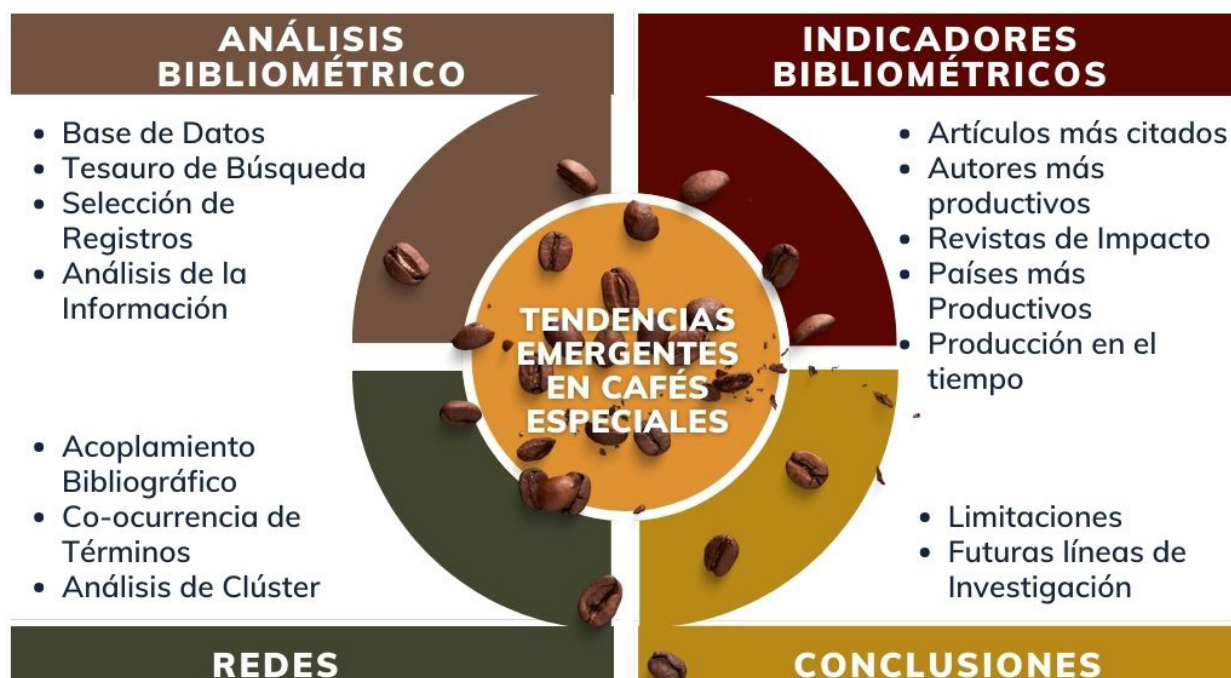 ANÁLISIS
BIBLIOMÉTRICO
• Base de Datos
• Tesauro de Búsqueda
• Selección de
Registros
• Análisis de la
Información
INDICADORES
BIBLIOMÉTRICOS
• Artículos más citados
• Autores más
productivos
• Revistas de Impacto
• Países más
Productivos
• Producción en el
tiempo
TENDENCIAS
EMERGENTES
EN CAFÉS
ESPECIALES
• Acoplamiento
Bibliográfico
• Co-ocurrencia de
Términos
• Análisis de Clúster
REDES
• Limitaciones
• Futuras líneas de
Investigación
CONCLUSIONES